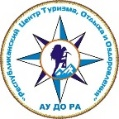 "Республиканский Центр Туризма, Отдыха и Оздоровления"
АУ ДО РА